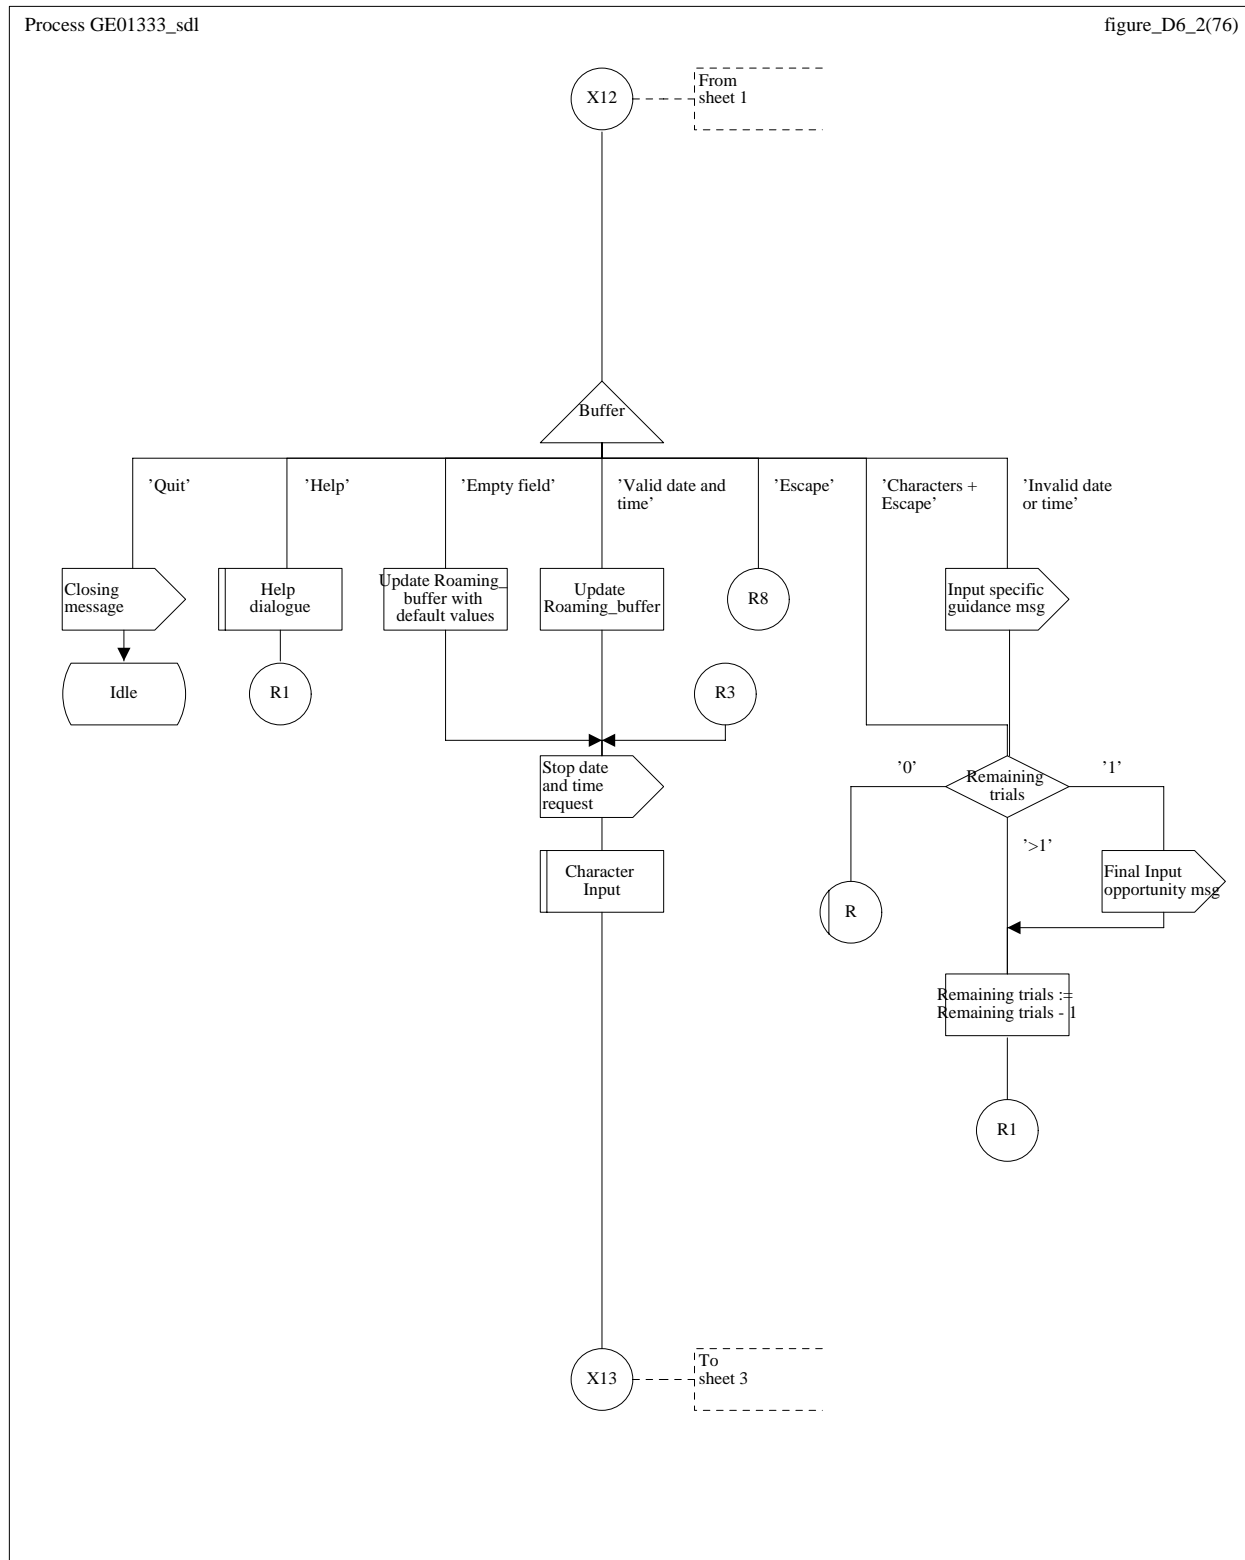 Process GE01333_sdl
figure_D6_2(76)
X12
From
sheet 1
Buffer
’Quit’
’Help’
’Empty field’
’Valid date and
time’
’Escape’
’Characters +
Escape’
’Invalid date
or time’
Closing
message
Help
dialogue
Update Roaming_
buffer with
default values
Update
Roaming_buffer
R8
Input specific
guidance msg
Idle
R1
R3
Stop date
and time
request
’0’
Remaining
trials
’1’
’>1’
Character
Input
R
Final Input
opportunity msg
Remaining trials :=
Remaining trials - 1
R1
X13
To
sheet 3